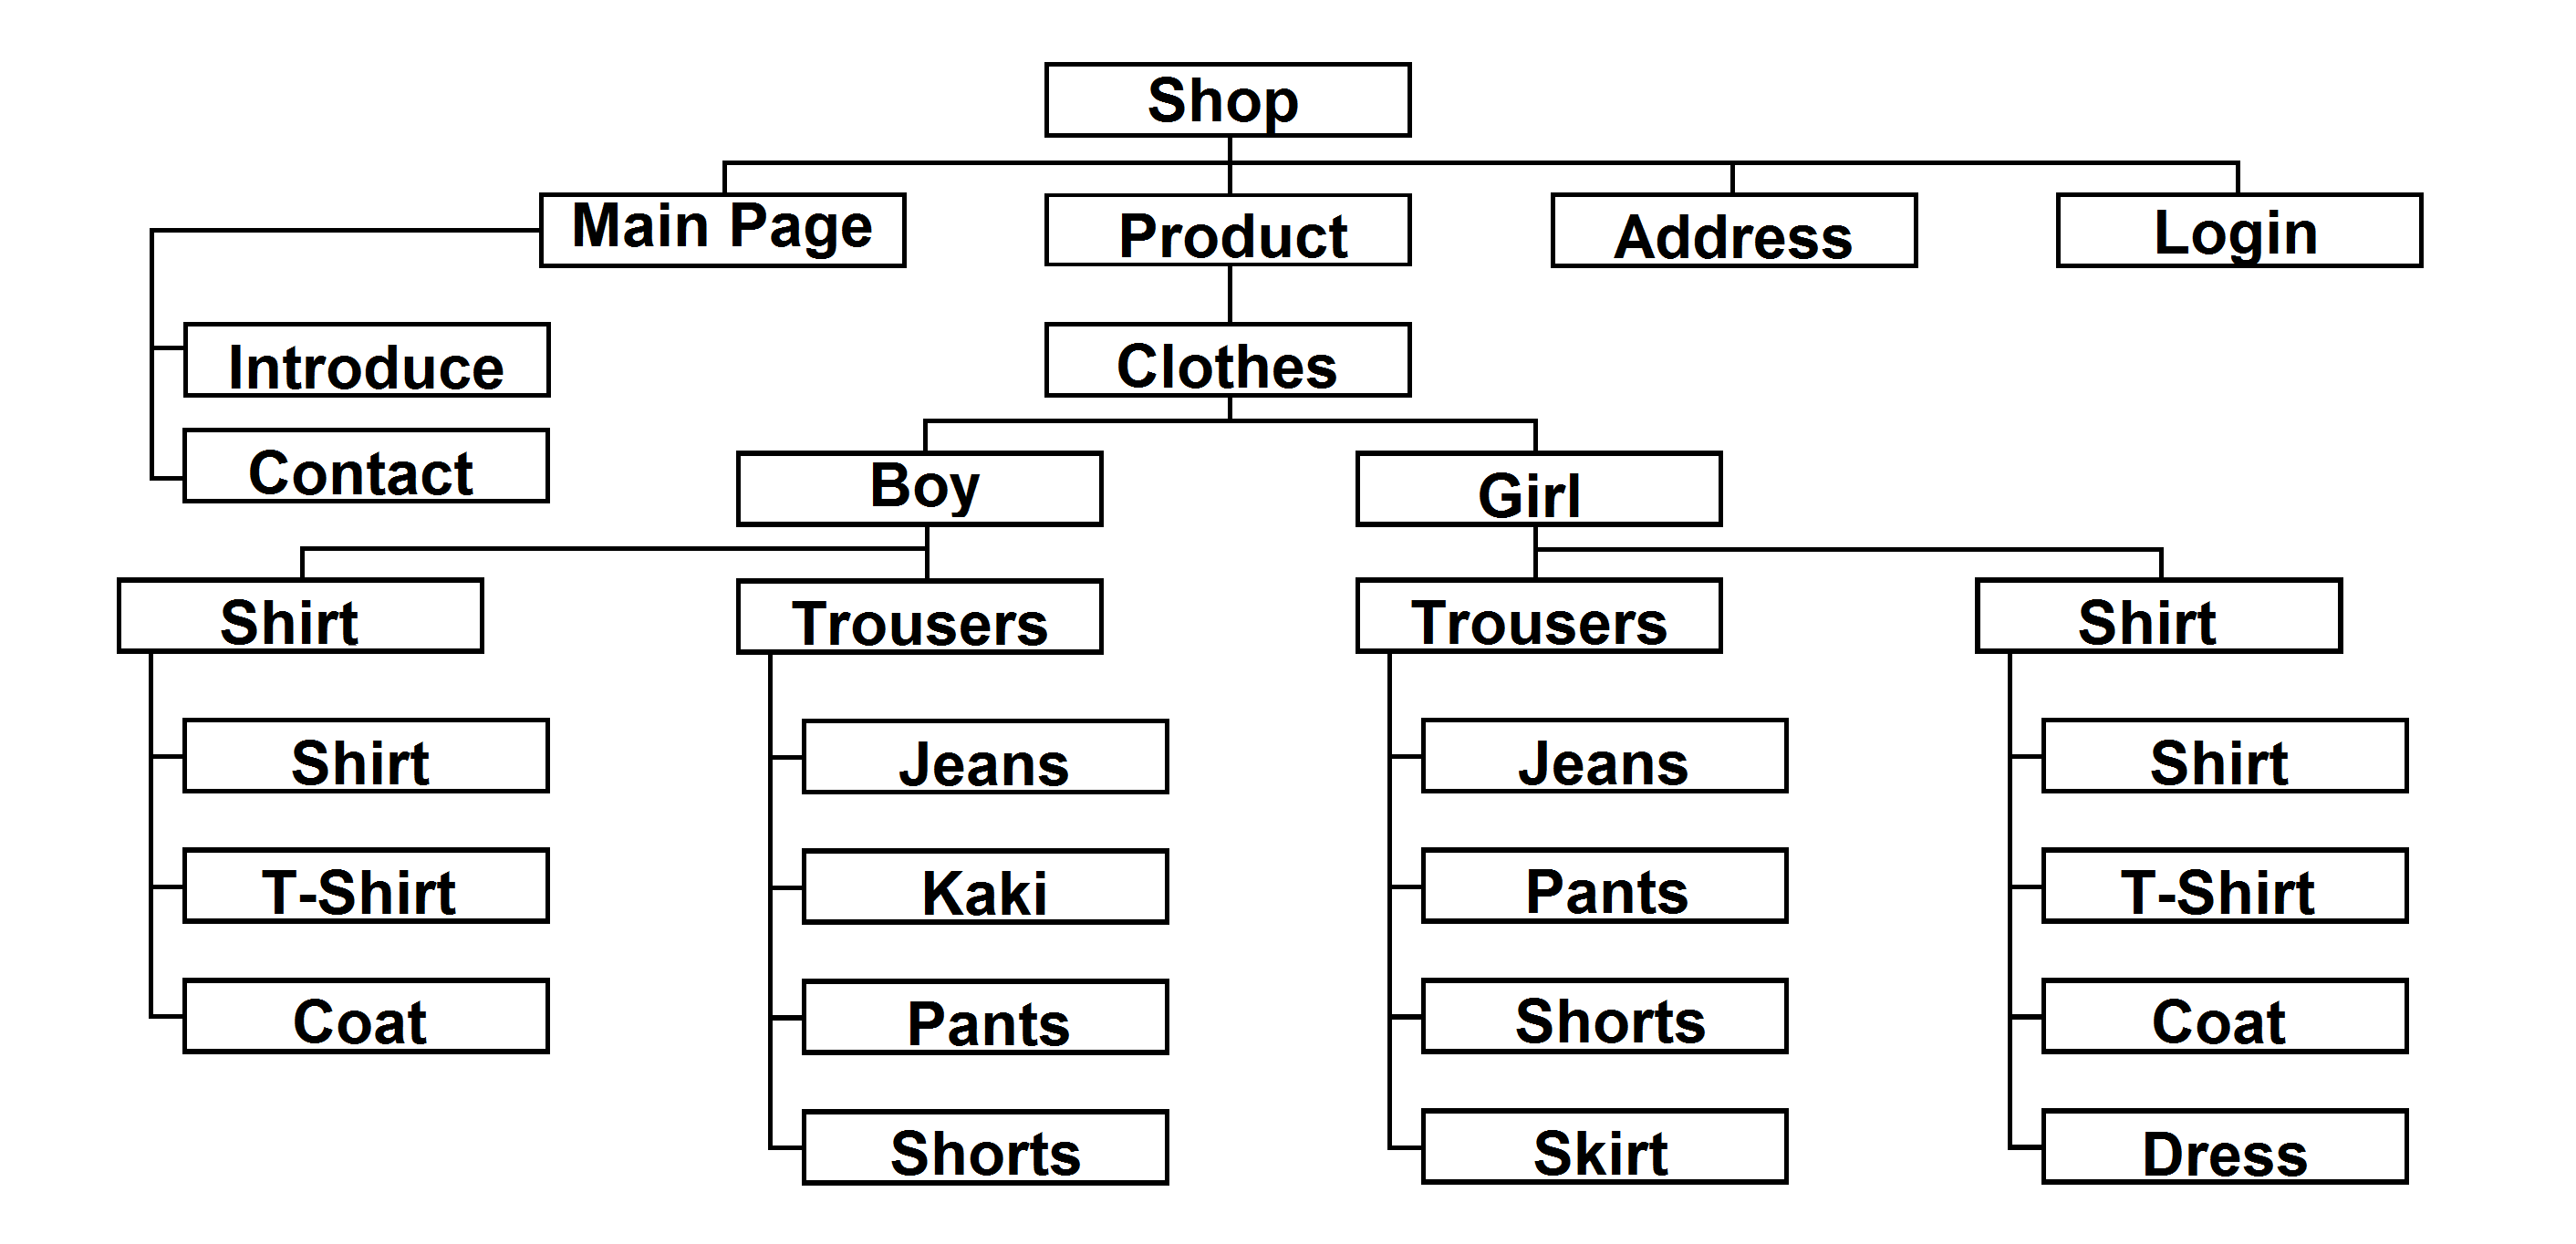 Shop
Main Page
Product
Address
Login
Introduce
Clothes
Contact
Boy
Girl
Shirt
Trousers
Trousers
Shirt
Shirt
Jeans
Jeans
Shirt
T-Shirt
Kaki
Pants
T-Shirt
Coat
Pants
Shorts
Coat
Shorts
Skirt
Dress